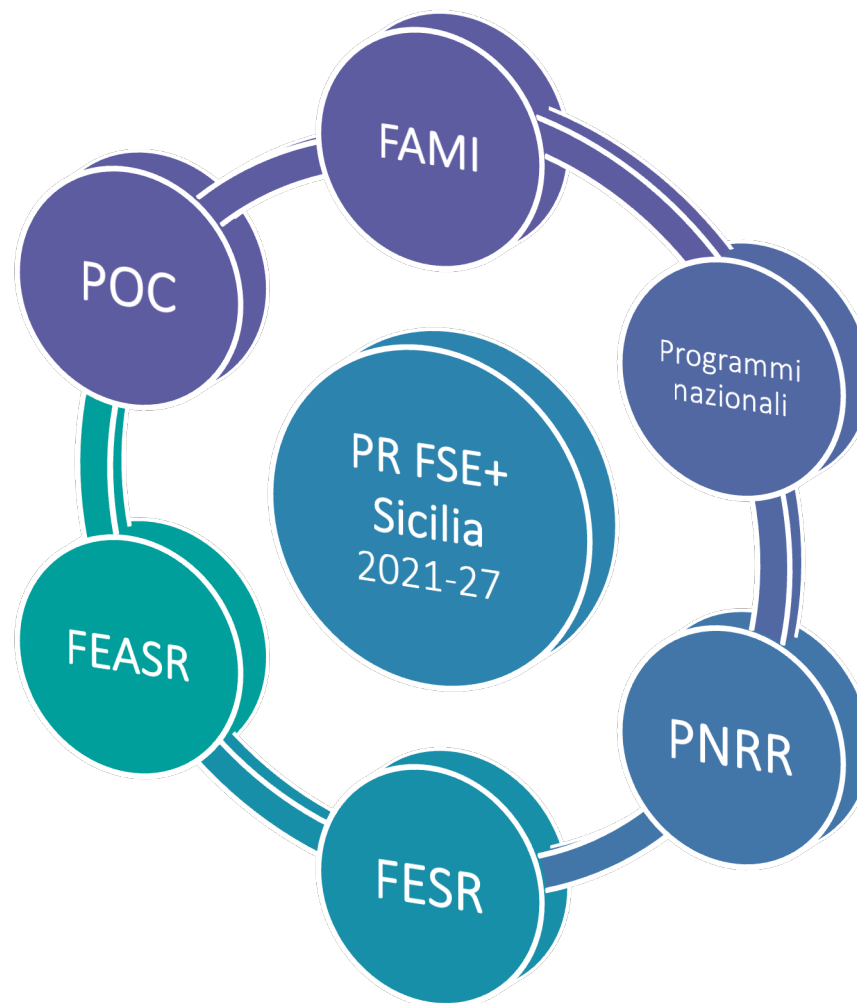 FAMI
POC
Programmi
nazionali
PR FSE+
Sicilia
2021-27
FEASR
PNRR
FESR